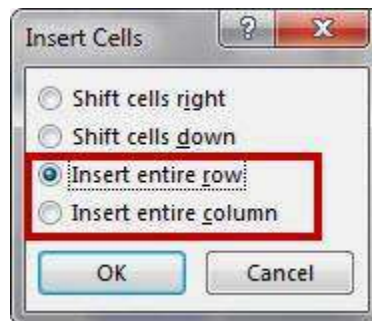 Insert Cells
Shift cells right
Shift cells down
Insert entire row
Insert entire column
OK
Cancel